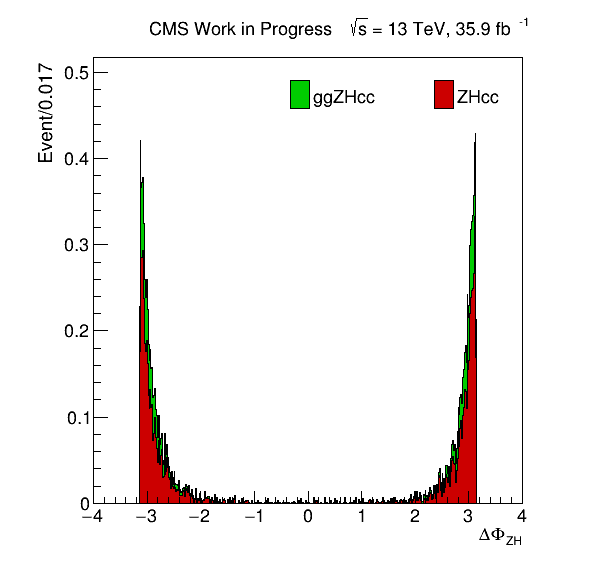 CMS Work in Progress √s = 13 TeV, 35.9 fb⁻¹
Event/0.017
ggZHcc ZHcc
0.5
0.4
0.3
0.2
0.1
0
−4 −3 −2 −1 0 1 2 3 4
ΔΦ_ZH